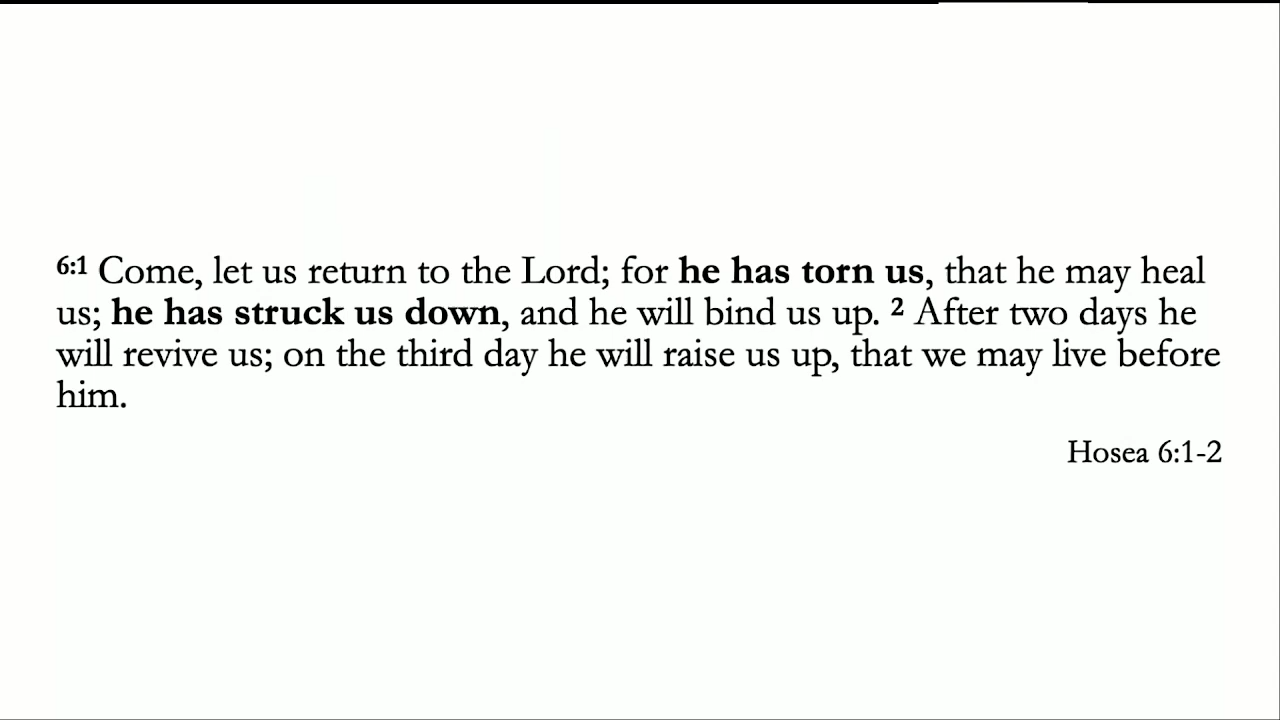 6:1 Come, let us return to the Lord; for he has torn us, that he may heal
us; he has struck us down, and he will bind us up. 2 After two days he
will revive us; on the third day he will raise us up, that we may live before
him.
Hosea 6:1-2